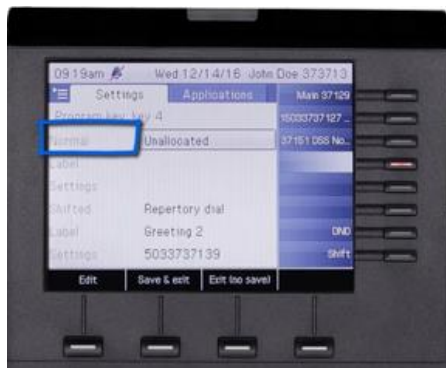 09:19am Wed 12/14/16 John Doe 373713
Settings Applications
Program key: key 4
Normal Unallocated
Label
Settings
Shifted Repertory dial
Label Greeting 2
Settings 5033737139
Main 37129
15033737127 ..
37151 DSS No..
DND
Shift
Edit Save & exit Exit (no save)